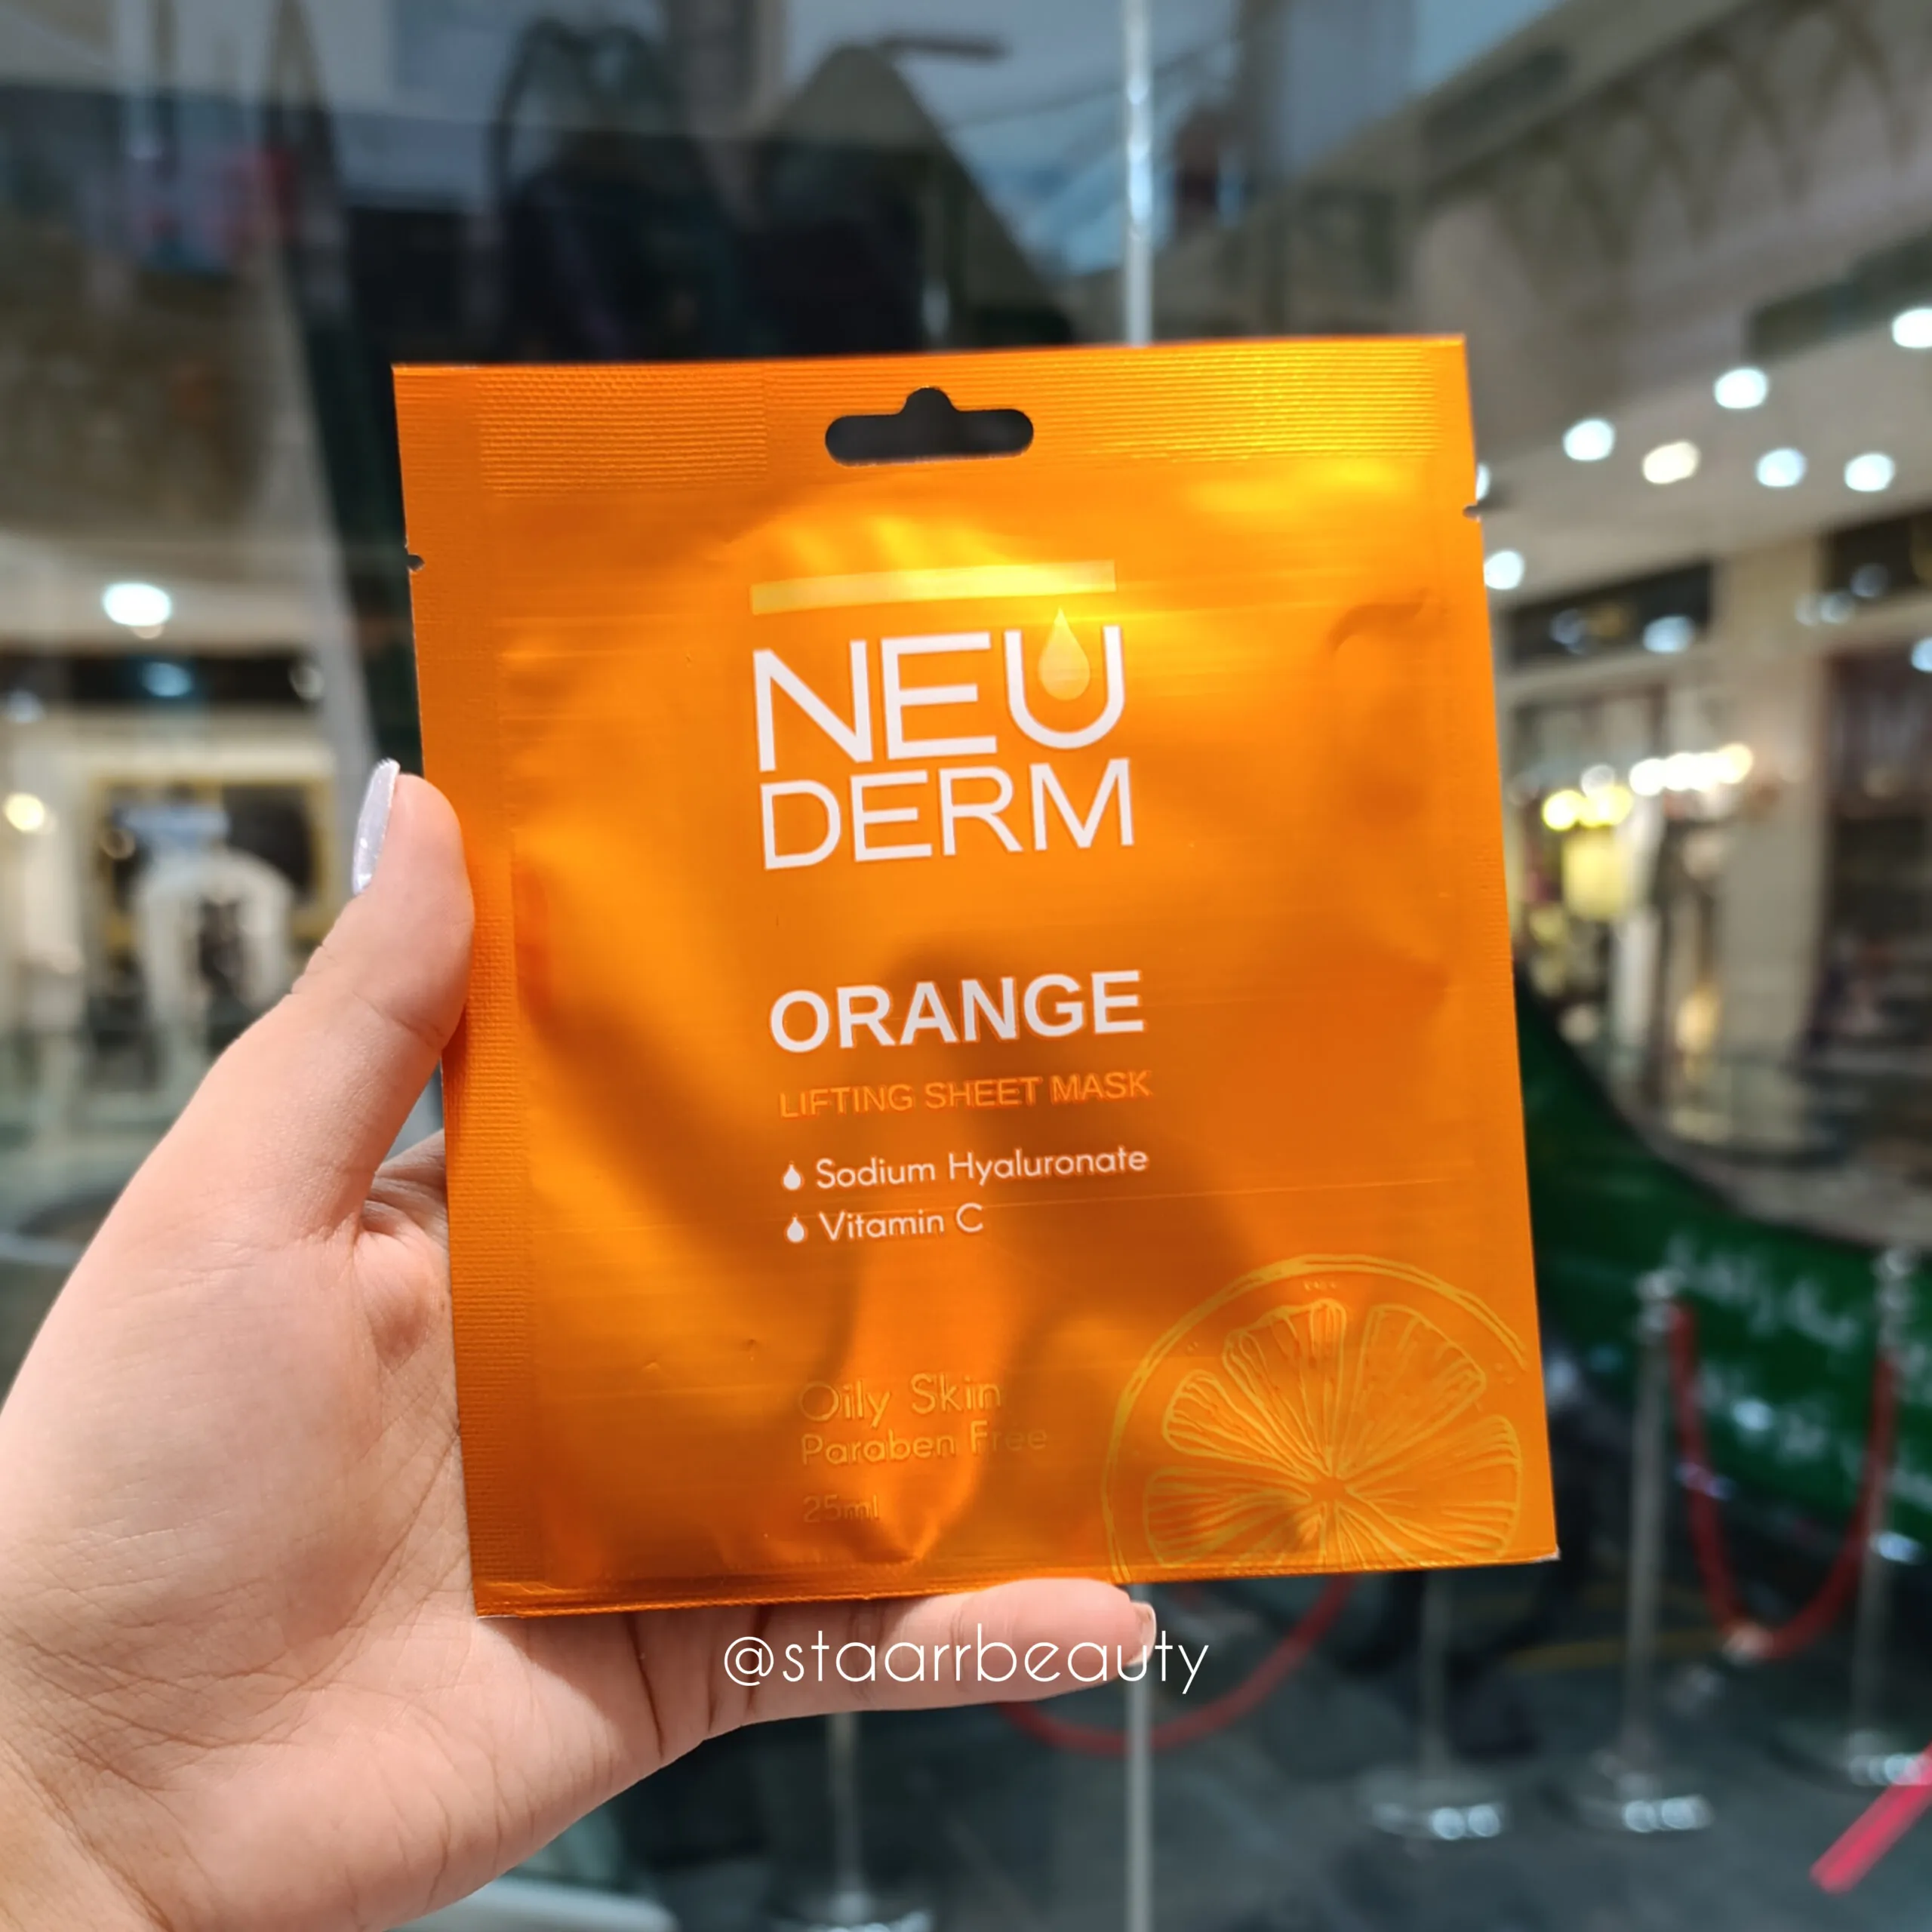 NEU
DERM
ORANGE
LIFTING SHEET MASK
Sodium Hyaluronate
Vitamin C
Oily Skin
Paraben Free
25ml
@staarrbeauty